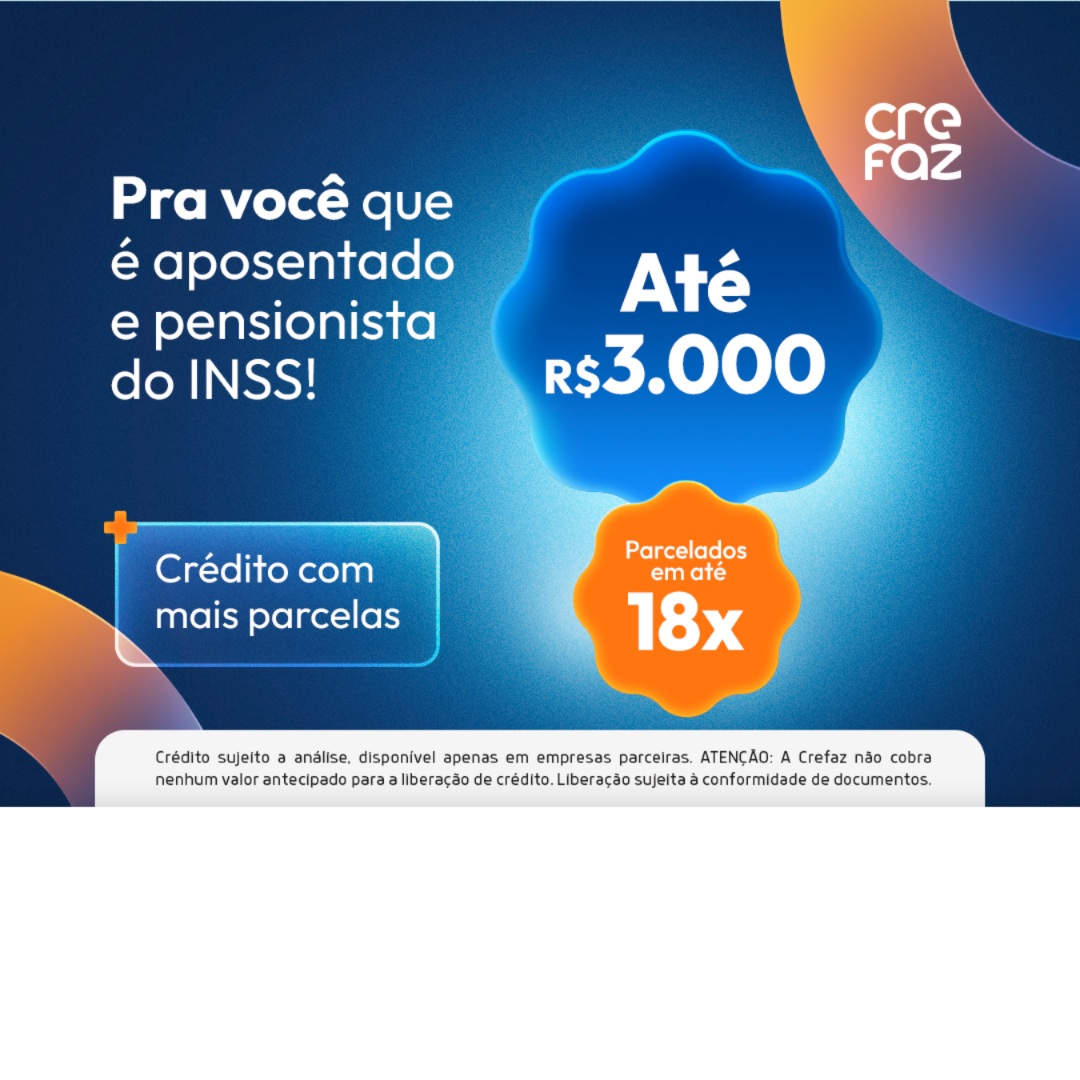 cre
faz
Pra você que
é aposentado
e pensionista
do INSS!
Até
R$3.000
Crédito com
mais parcelas
Parcelados
em até
18x
Crédito sujeito a análise, disponível apenas em empresas parceiras. ATENÇÃO: A Crefaz não cobra
nenhum valor antecipado para a liberação de crédito. Liberação sujeita à conformidade de documentos.